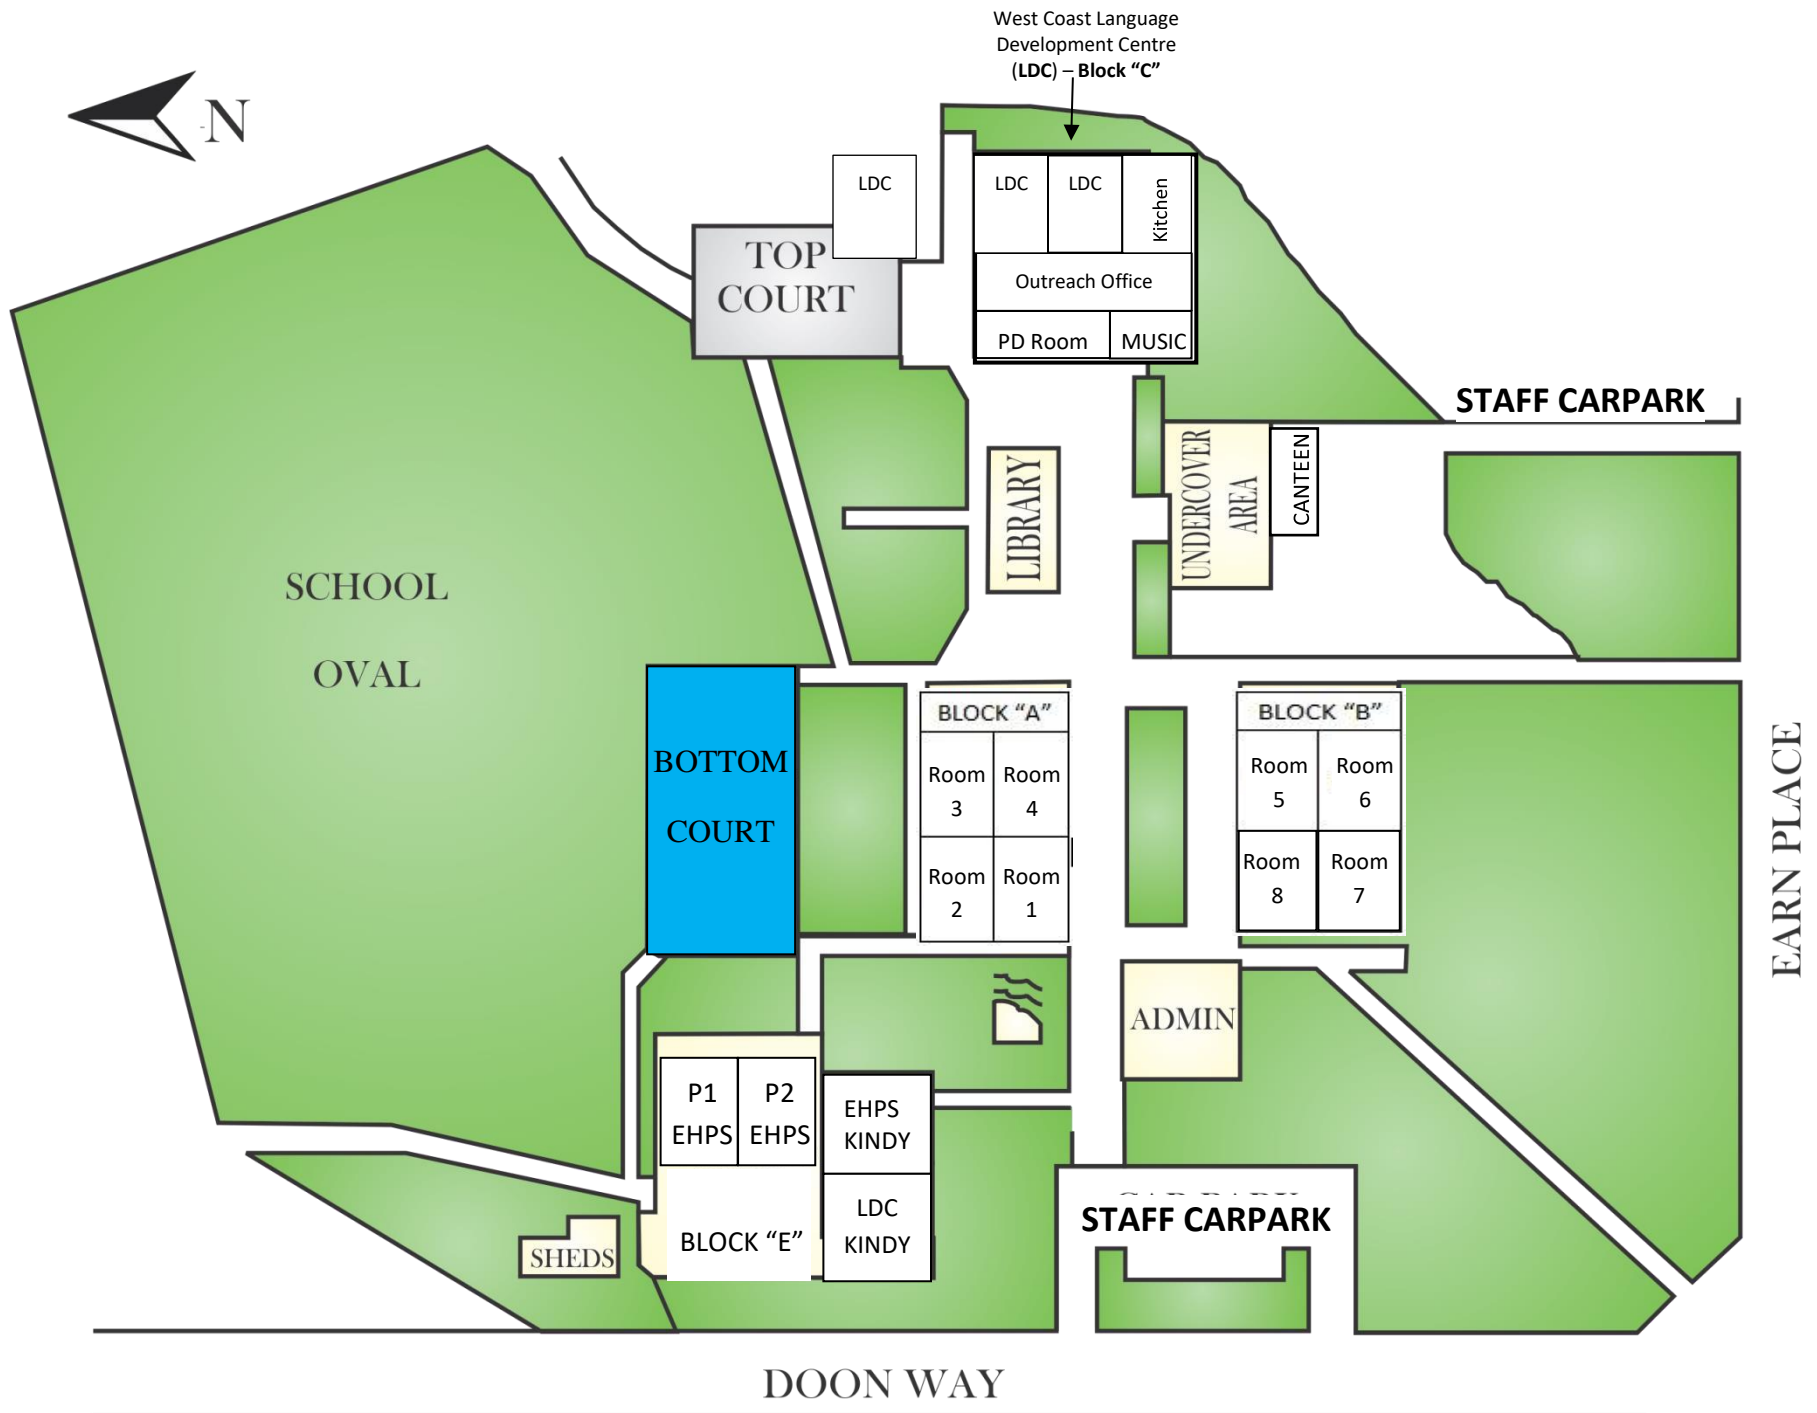 West Coast Language
Development Centre
(LDC) – Block “C”
N
LDC
LDC
LDC
Kitchen
TOP
COURT
Outreach Office
PD Room
MUSIC
STAFF CARPARK
LIBRARY
UNDERCOVER
AREA
CANTEEN
SCHOOL
OVAL
BOTTOM
COURT
BLOCK “A”
Room
3
Room
4
Room
2
Room
1
BLOCK “B”
Room
5
Room
6
Room
8
Room
7
EARN PLACE
ADMIN
P1
EHPS
P2
EHPS
EHPS
KINDY
LDC
KINDY
BLOCK “E”
SHEDS
STAFF CARPARK
DOON WAY